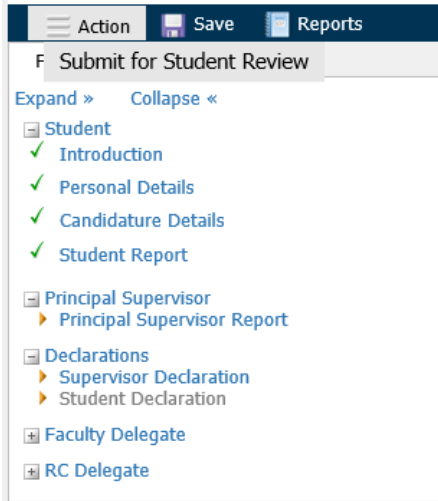 Action Save Reports
F Submit for Student Review
Expand » Collapse «
Student
Introduction
Personal Details
Candidature Details
Student Report
Principal Supervisor
Principal Supervisor Report
Declarations
Supervisor Declaration
Student Declaration
Faculty Delegate
RC Delegate